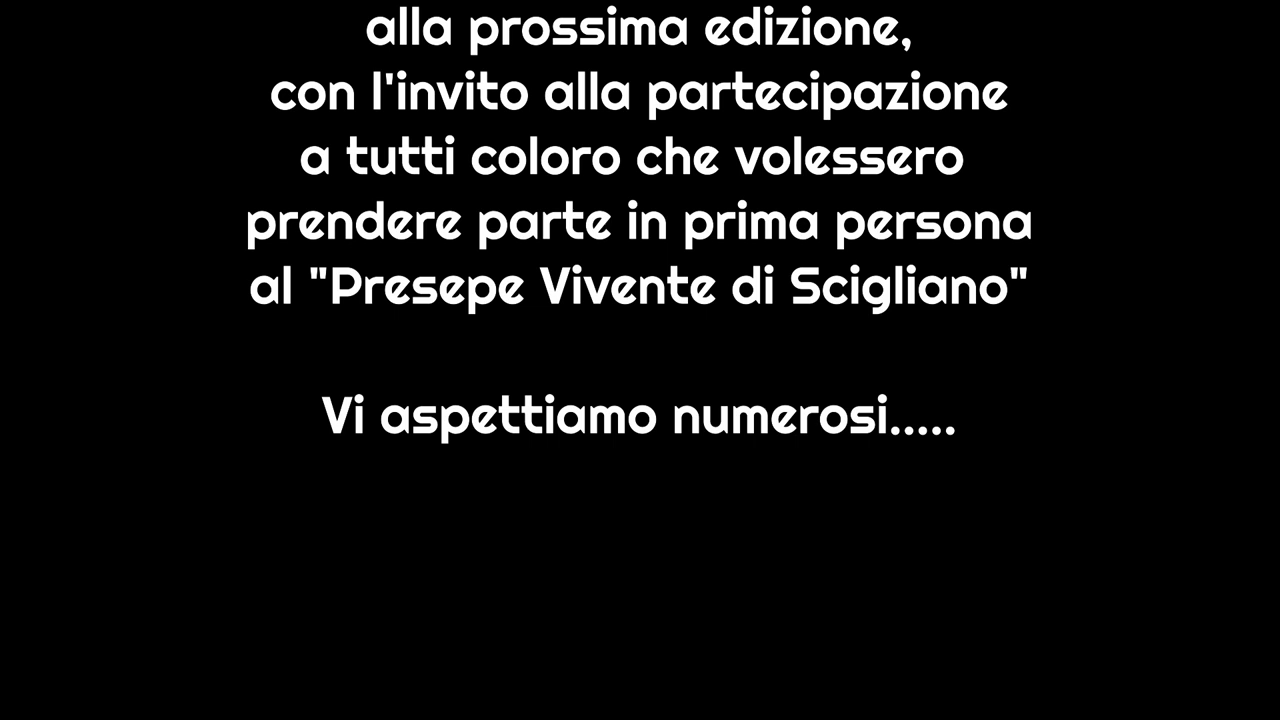 alla prossima edizione,
con l'invito alla partecipazione
a tutti coloro che volessero
prendere parte in prima persona
al "Presepe Vivente di Scigliano"
Vi aspettiamo numerosi.....